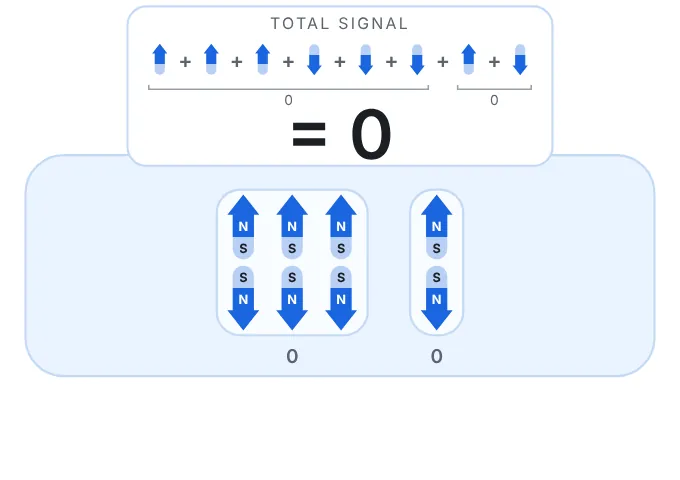 TOTAL SIGNAL
+ + + + + + +
0 0
= 0
N N N N
S S S S
S S S S
N N N N
0 0